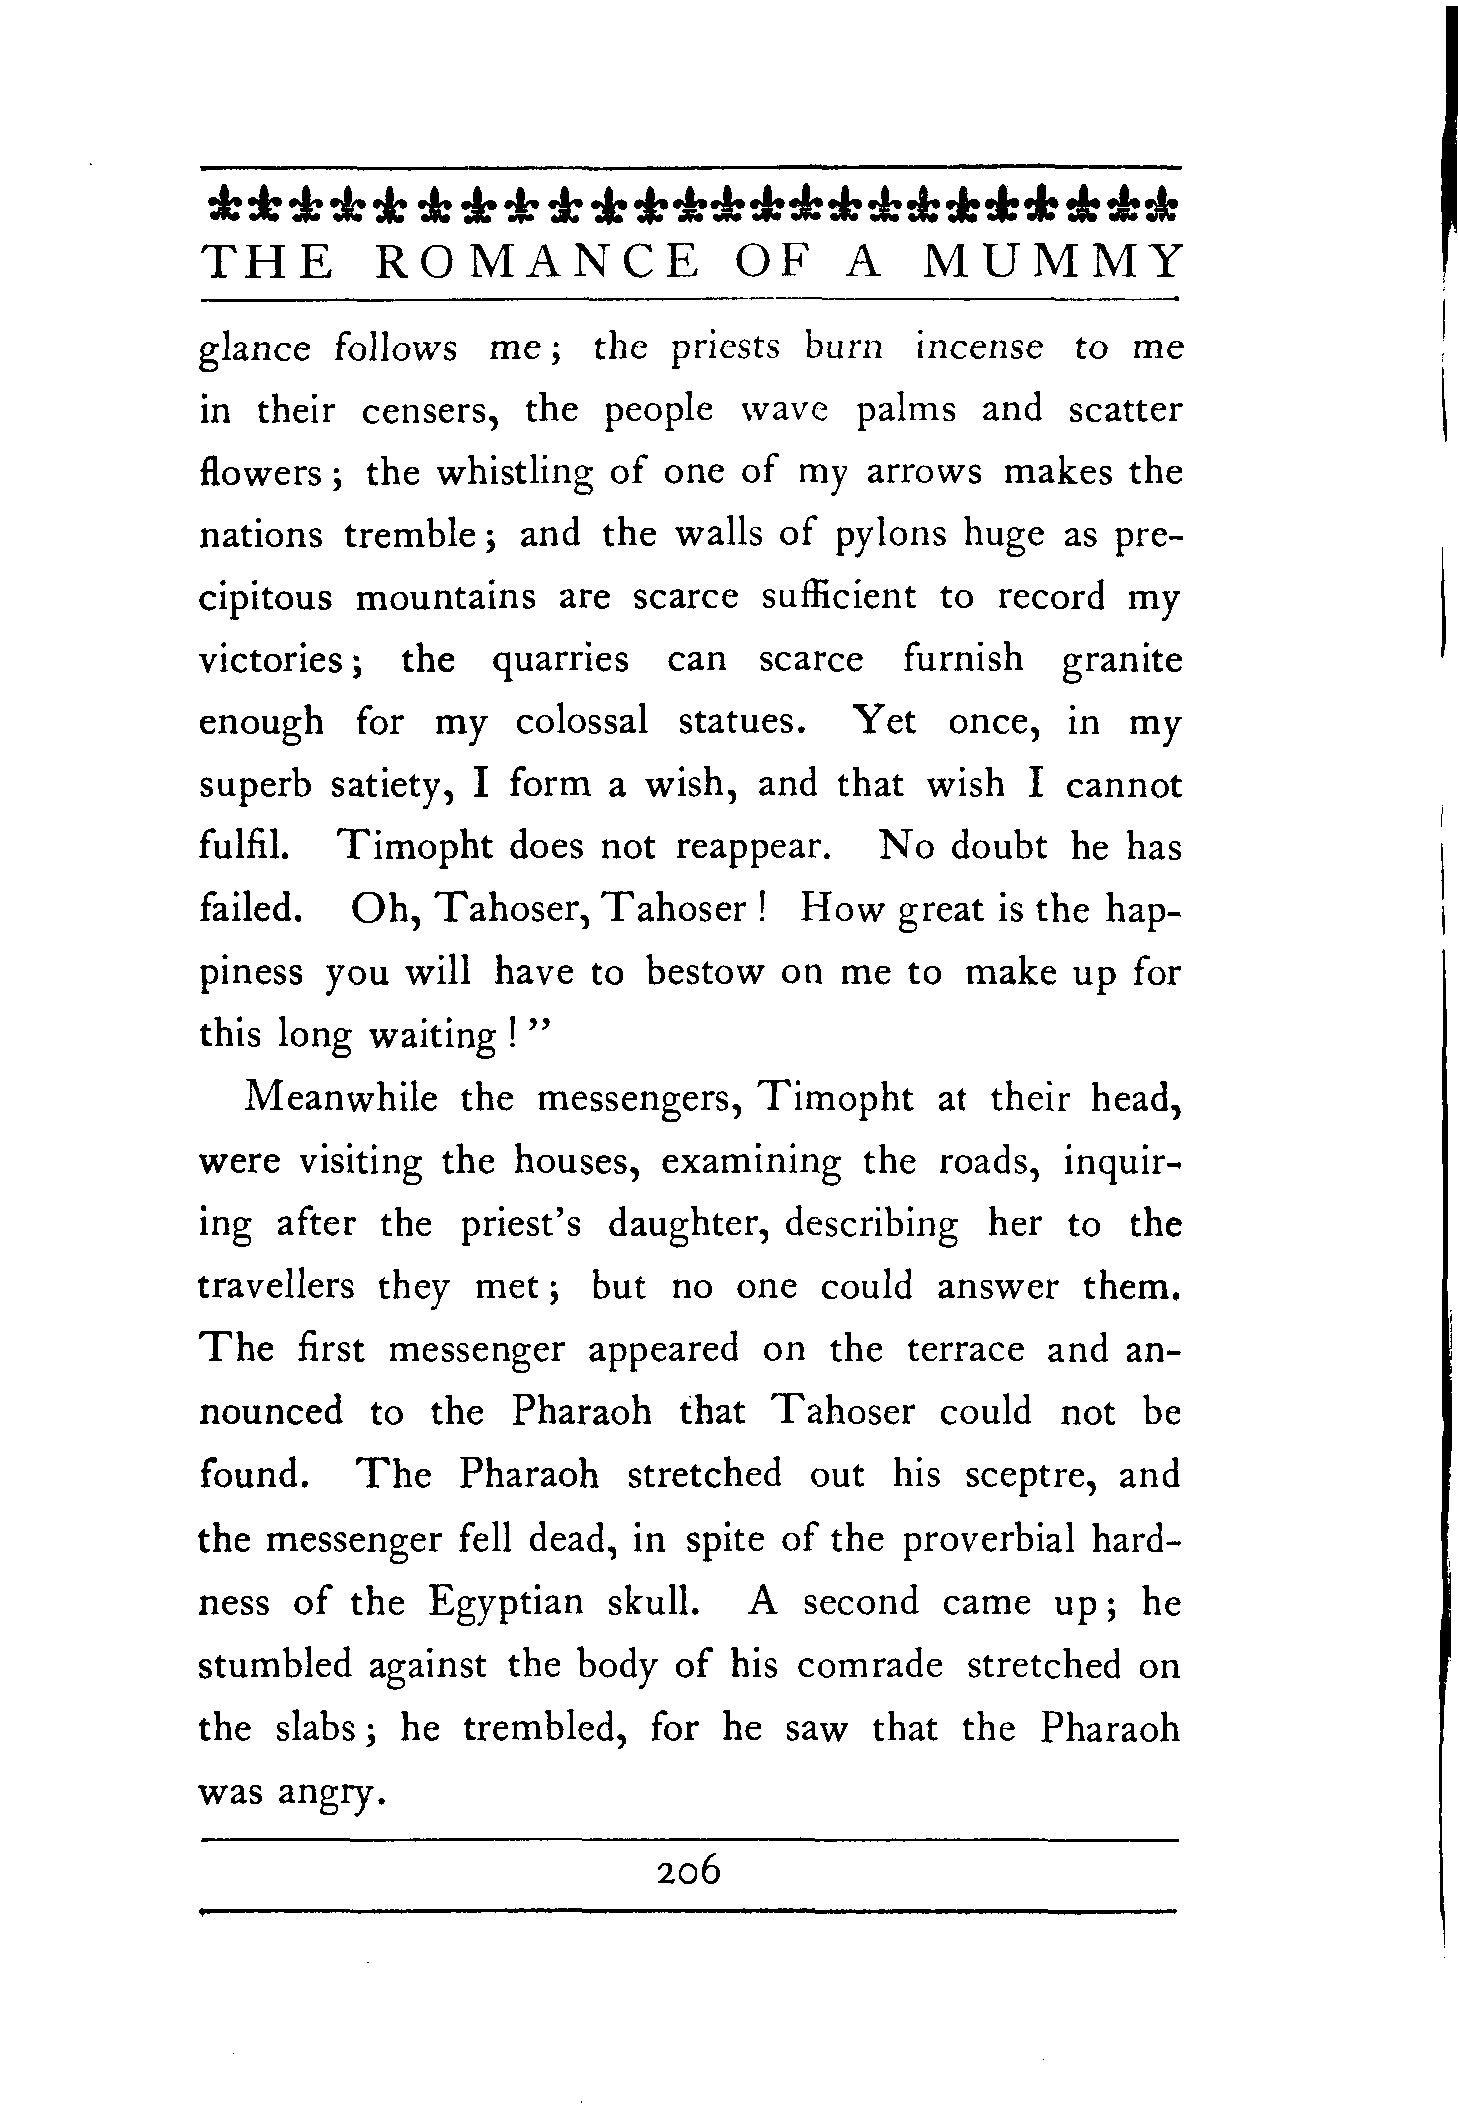 THE ROMANCE OF A MUMMY
glance follows me; the priests burn incense to me
in their censers, the people wave palms and scatter
flowers; the whistling of one of my arrows makes the
nations tremble; and the walls of pylons huge as pre-
cipitous mountains are scarce sufficient to record my
victories; the quarries can scarce furnish granite
enough for my colossal statues. Yet once, in my
superb satiety, I form a wish, and that wish I cannot
fulfil. Timopht does not reappear. No doubt he has
failed. Oh, Tahoser, Tahoser! How great is the hap-
piness you will have to bestow on me to make up for
this long waiting!"
Meanwhile the messengers, Timopht at their head,
were visiting the houses, examining the roads, inquir-
ing after the priest's daughter, describing her to the
travellers they met; but no one could answer them.
The first messenger appeared on the terrace and an-
nounced to the Pharaoh that Tahoser could not be
found. The Pharaoh stretched out his sceptre, and
the messenger fell dead, in spite of the proverbial hard-
ness of the Egyptian skull. A second came up; he
stumbled against the body of his comrade stretched on
the slabs; he trembled, for he saw that the Pharaoh
was angry.
206